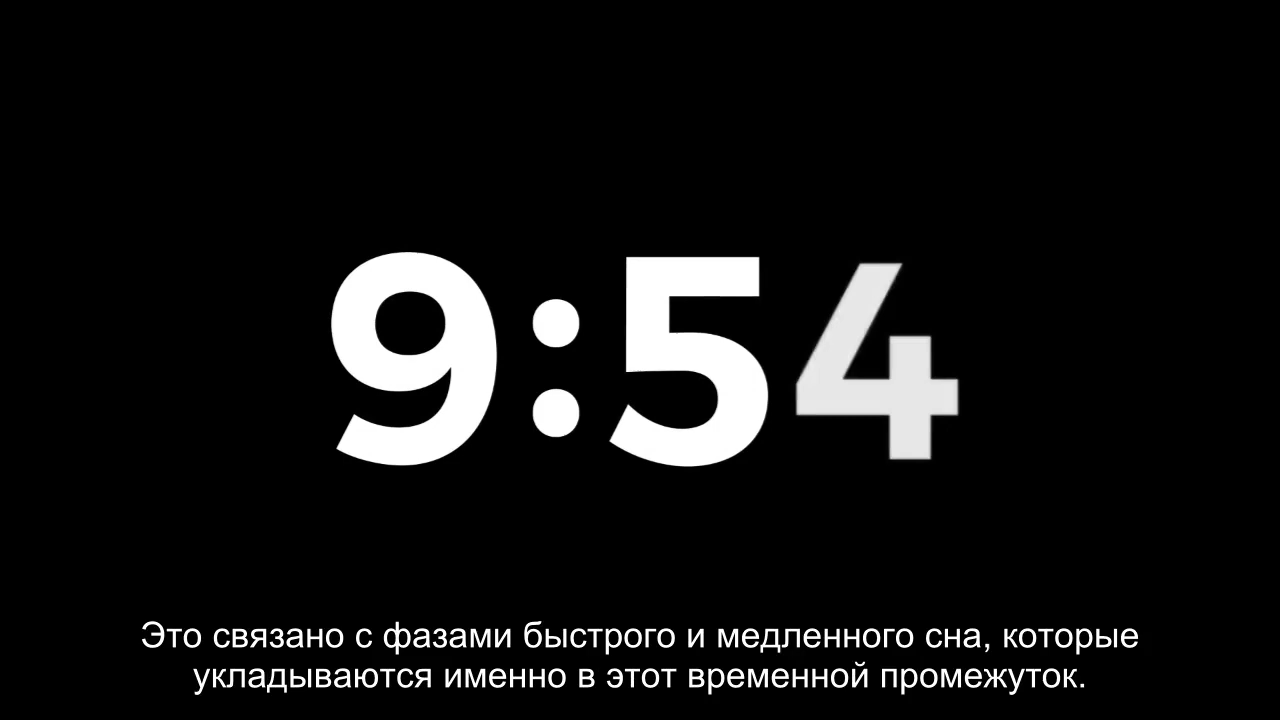 9:54
Это связано с фазами быстрого и медленного сна, которые
укладываются именно в этот временной промежуток.